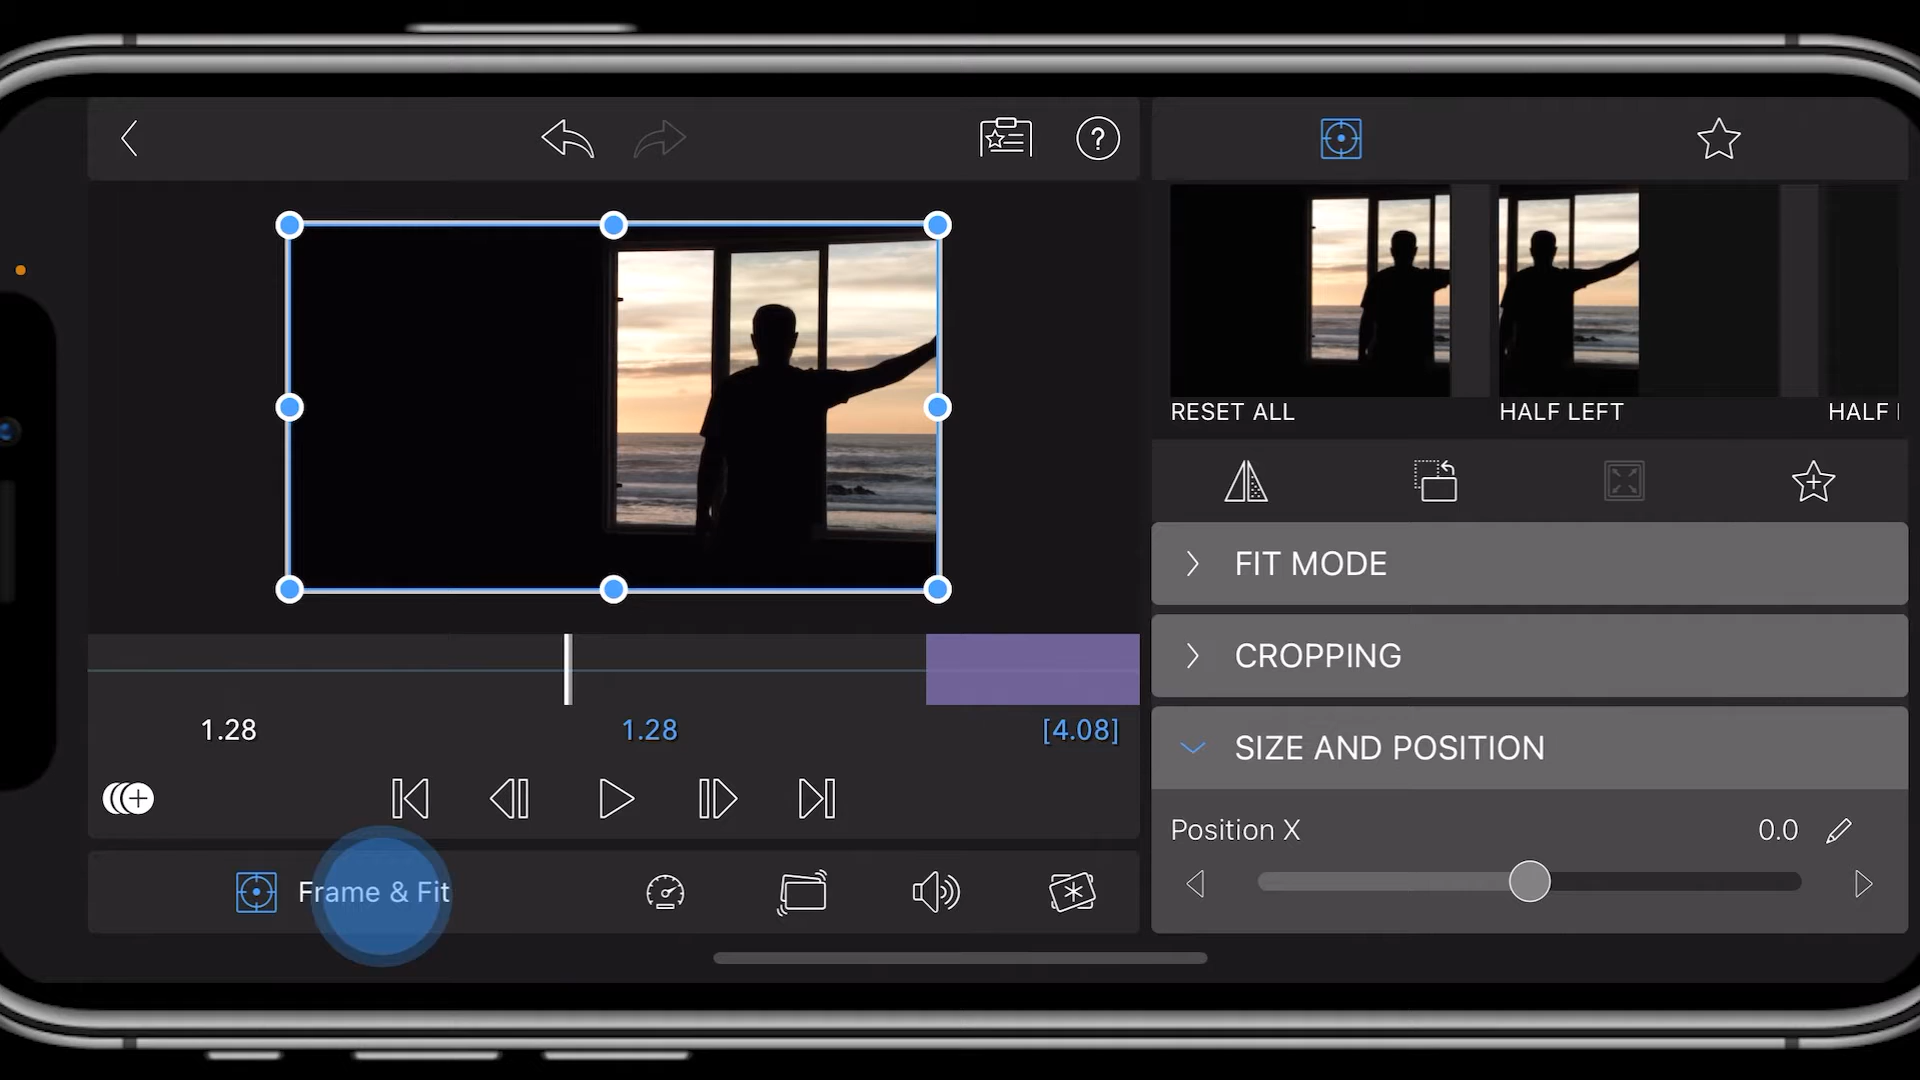 RESET ALL
HALF LEFT
HALF
FIT MODE
CROPPING
SIZE AND POSITION
Position X
0.0
1.28
1.28
[4.08]
Frame & Fit